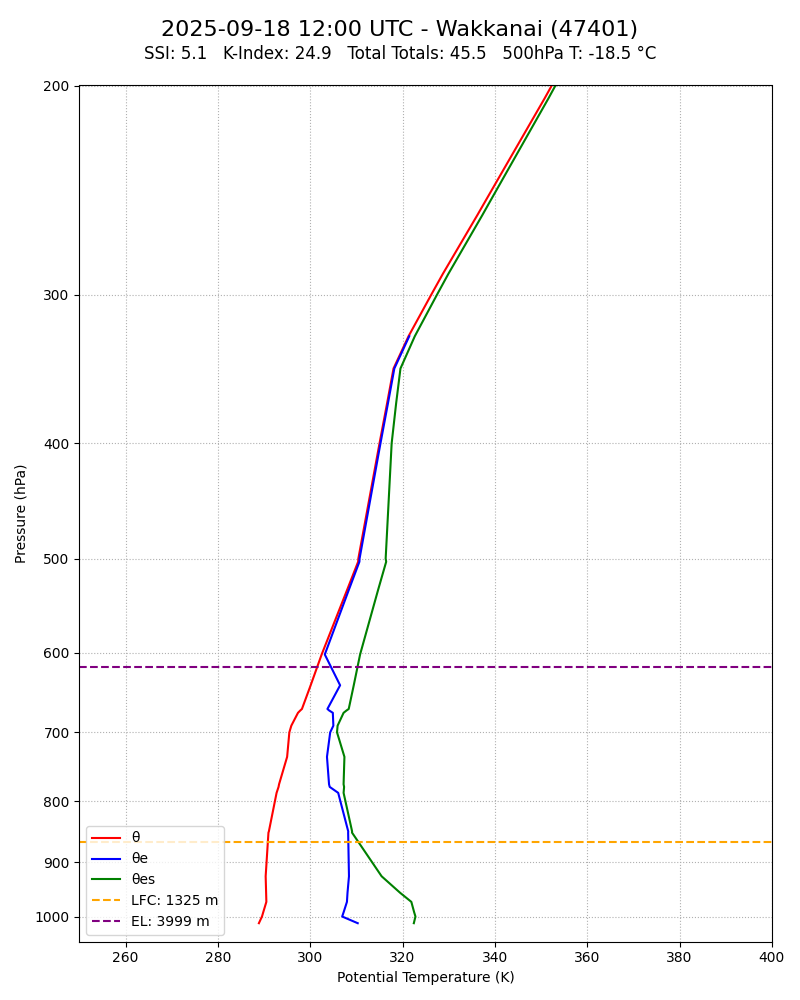 2025-09-18 12:00 UTC - Wakkanai (47401)
SSI: 5.1 K-Index: 24.9 Total Totals: 45.5 500hPa T: -18.5 °C
200
300
400
500
600
700
800
900
1000
Pressure (hPa)
θ
θe
θes
LFC: 1325 m
EL: 3999 m
260 280 300 320 340 360 380 400
Potential Temperature (K)